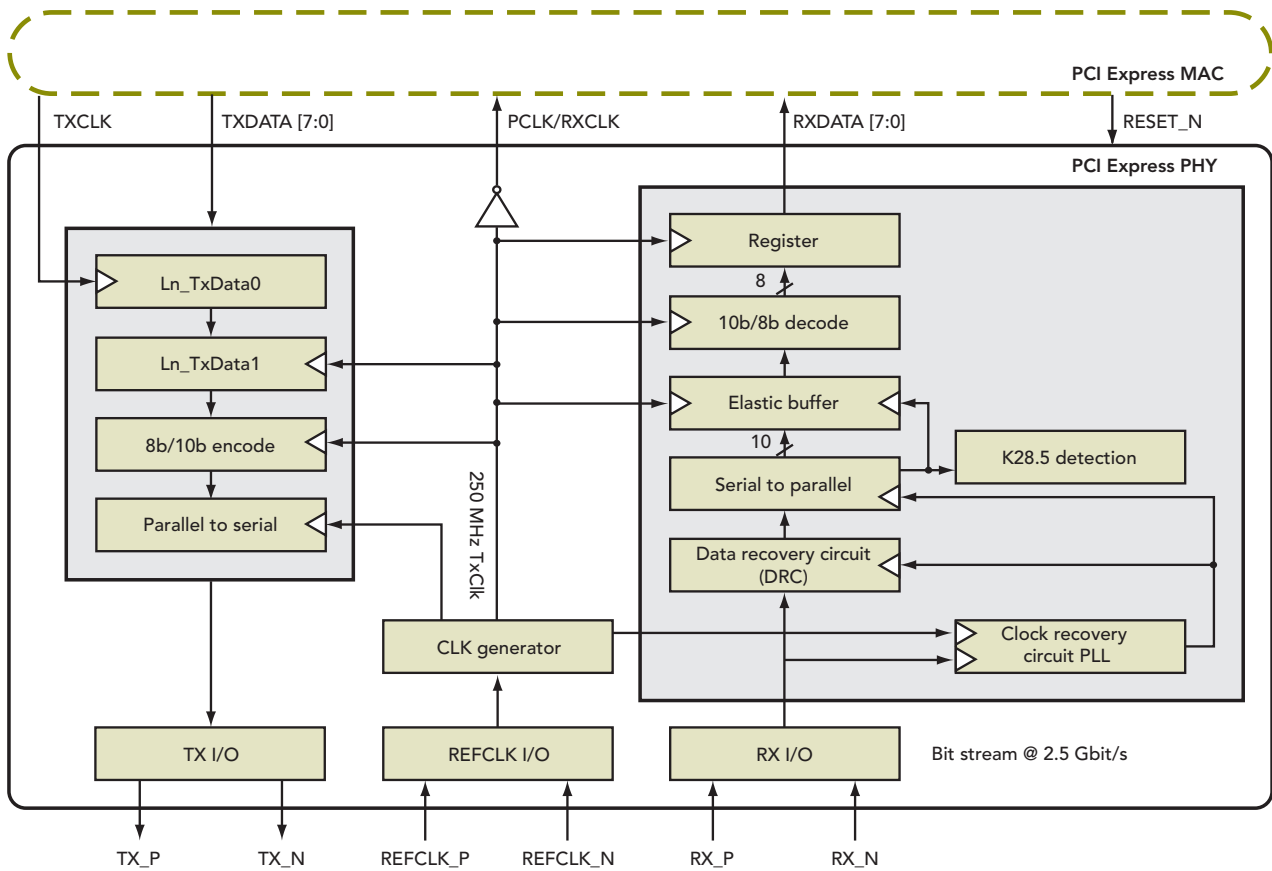 PCI Express MAC
TXCLK
TXDATA [7:0]
PCLK/RXCLK
RXDATA [7:0]
RESET_N
PCI Express PHY
Register
8
Ln_TxData0
10b/8b decode
Ln_TxData1
Elastic buffer
10
8b/10b encode
K28.5 detection
Serial to parallel
250 MHz TxClk
Parallel to serial
Data recovery circuit
(DRC)
CLK generator
Clock recovery
circuit PLL
TX I/O
REFCLK I/O
RX I/O
Bit stream @ 2.5 Gbit/s
TX_P
TX_N
REFCLK_P
REFCLK_N
RX_P
RX_N